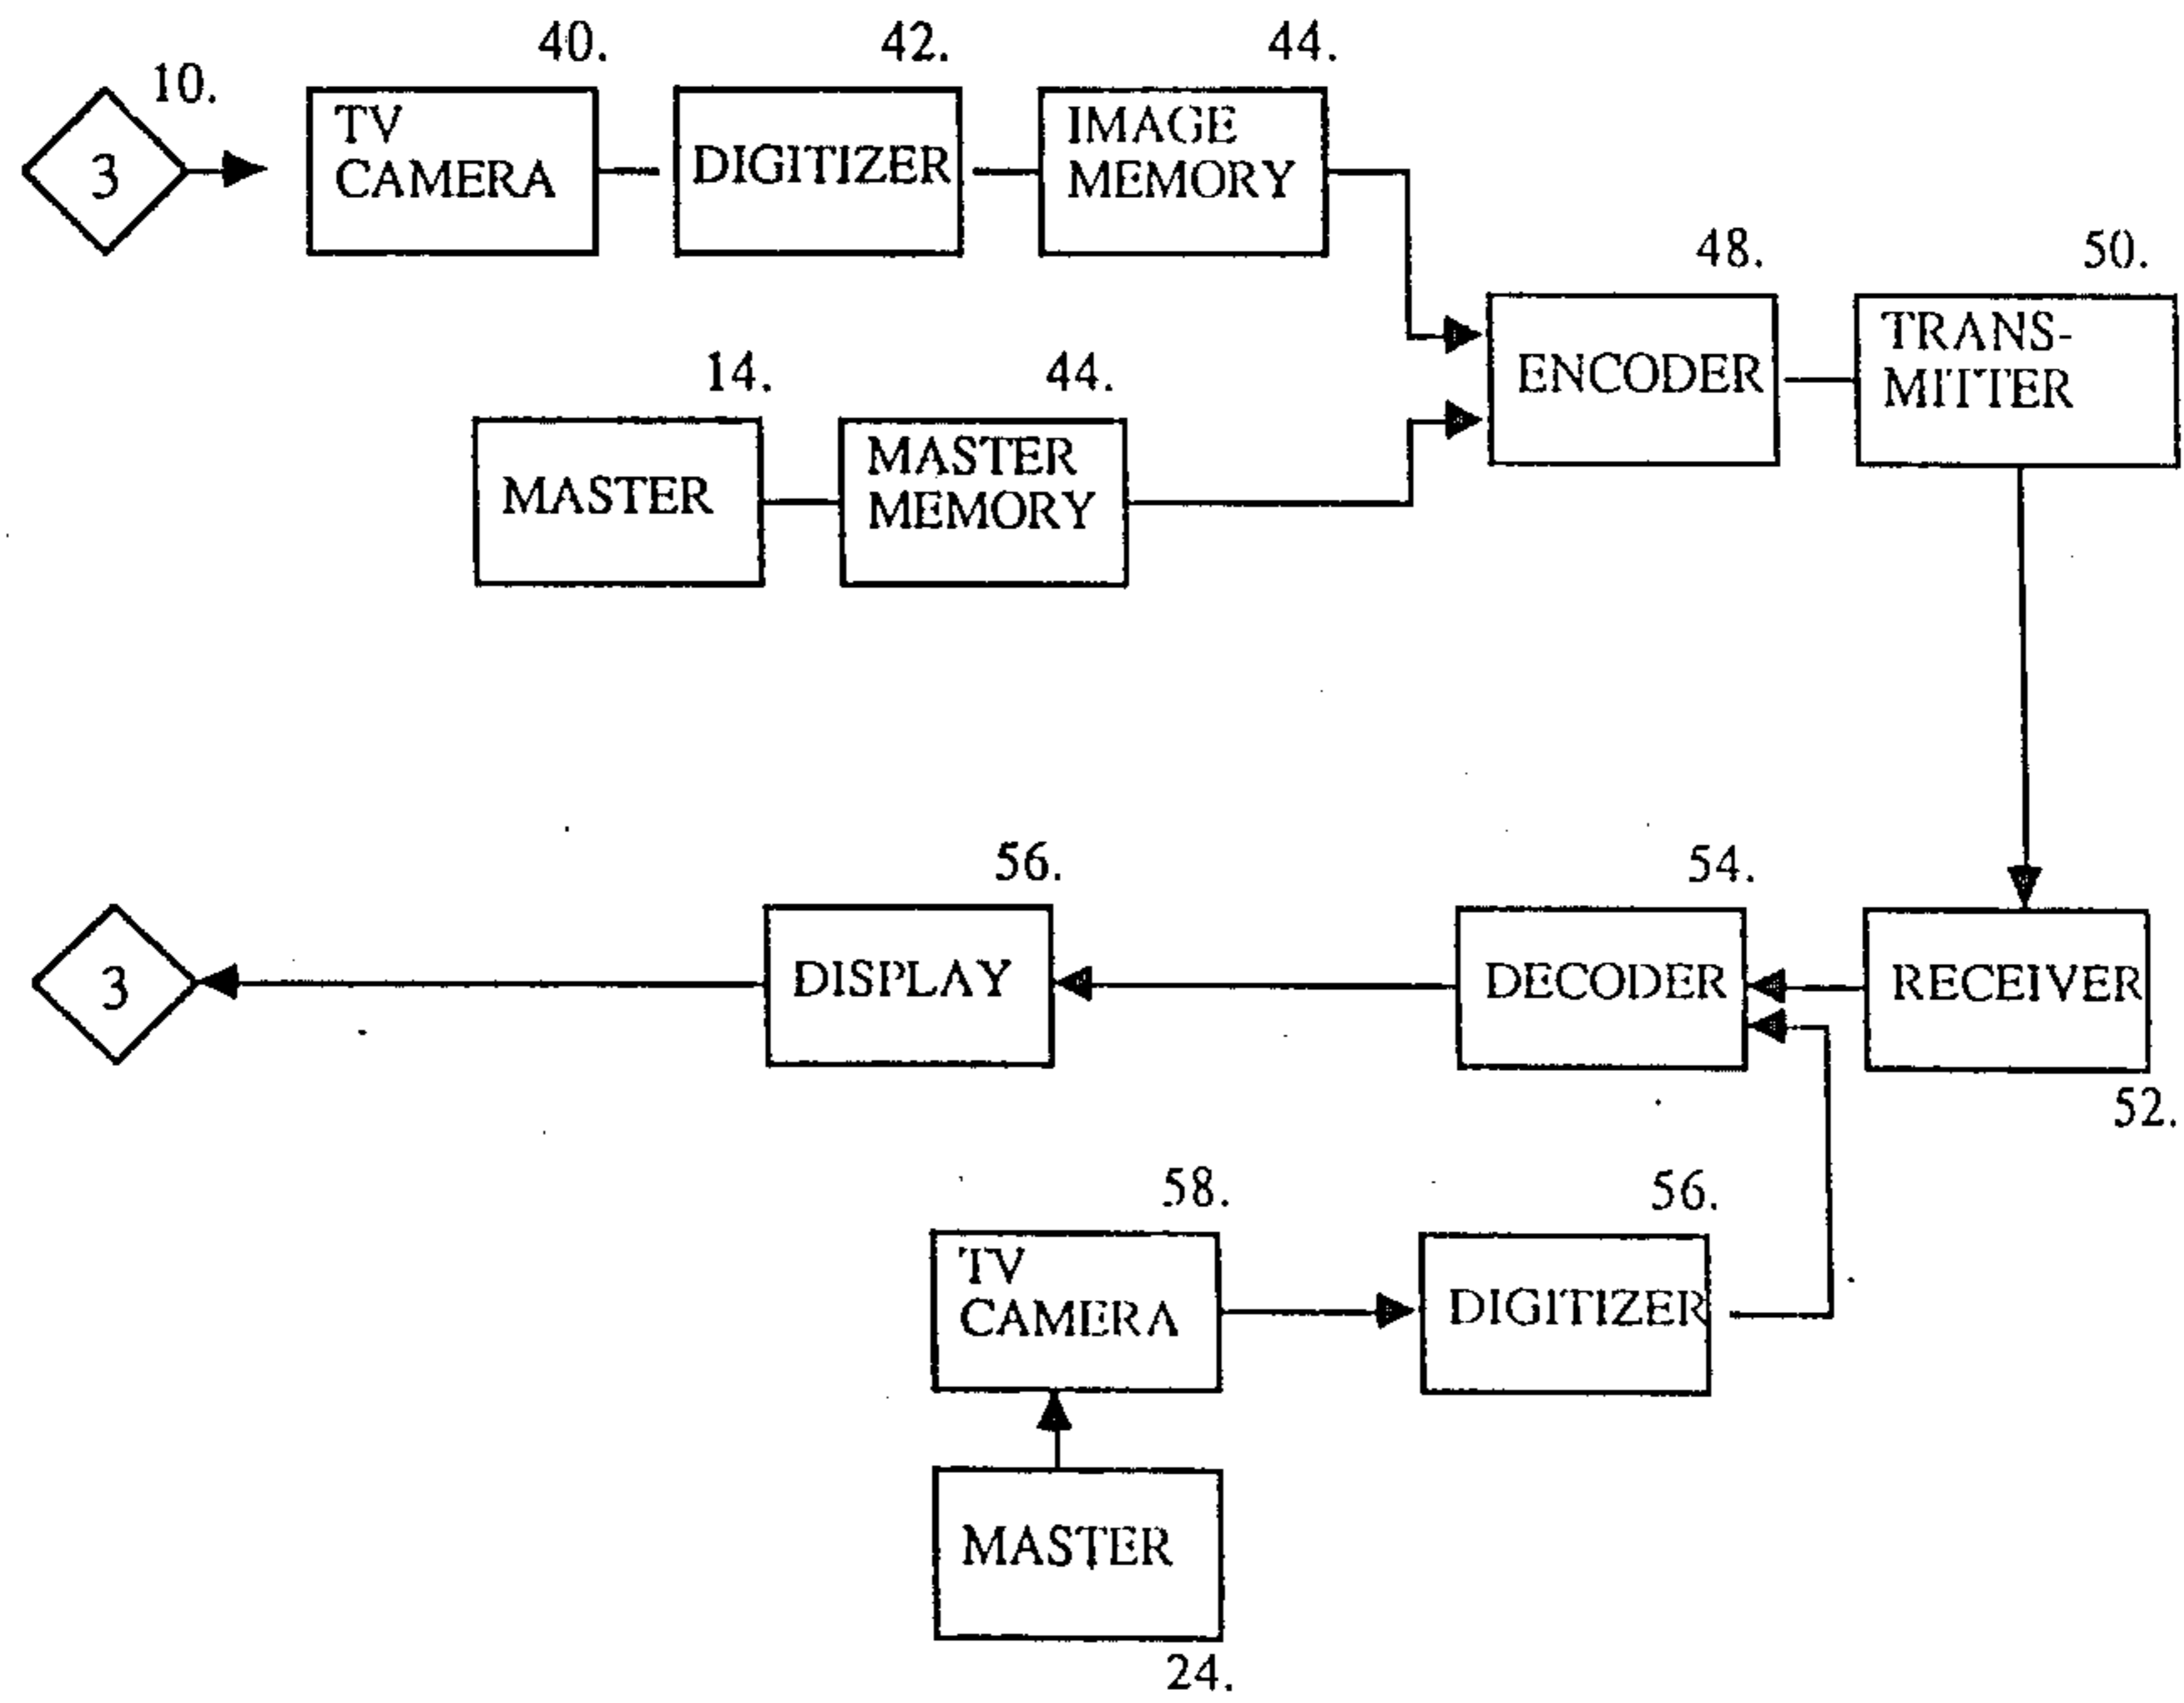 40.
42.
44.
10.
3
TV
CAMERA
DIGITIZER
IMAGE
MEMORY
48.
50.
ENCODER
TRANS-
MITTER
14.
44.
MASTER
MASTER
MEMORY
56.
54.
3
DISPLAY
DECODER
RECEIVER
52.
58.
56.
TV
CAMERA
DIGITIZER
MASTER
24.